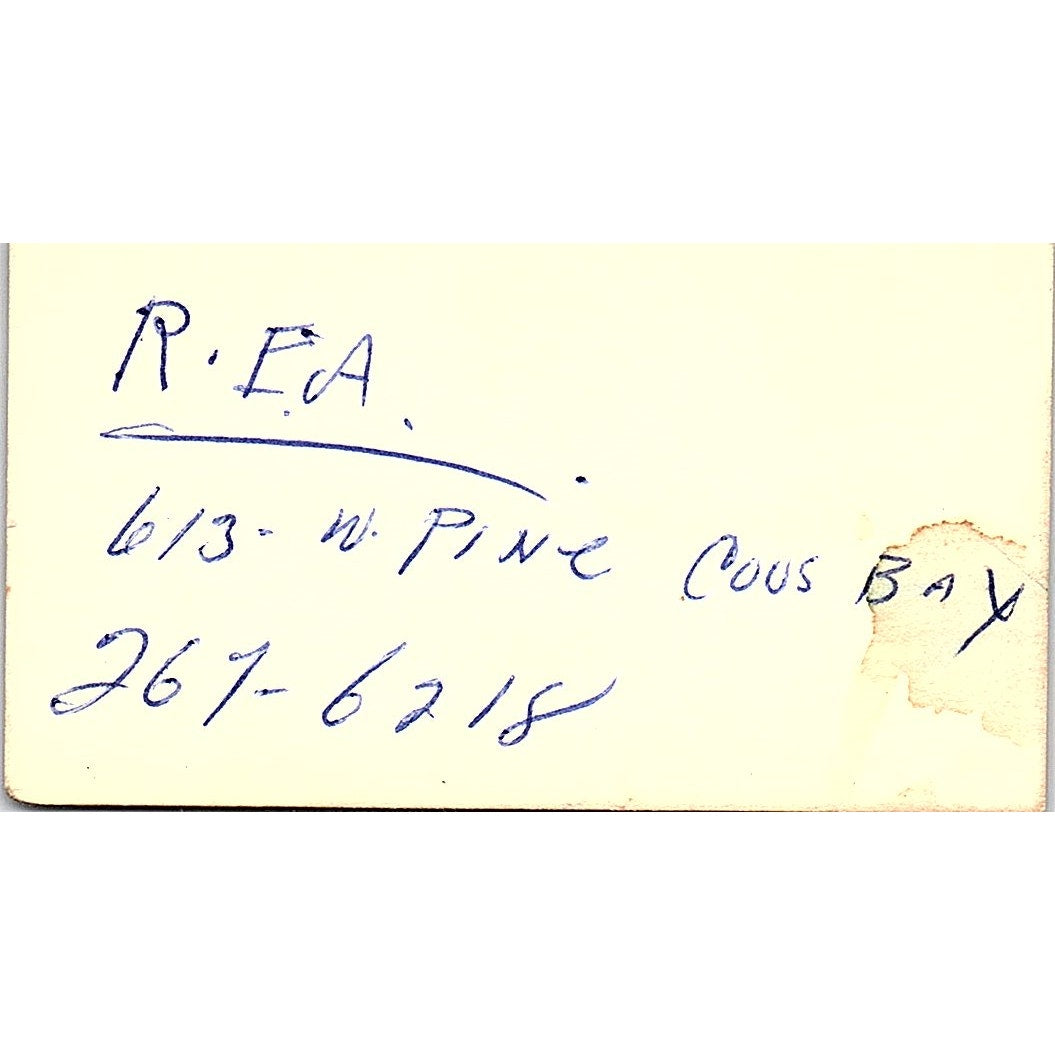 R.E.A.
613- W. PINe COOS BAY
267-6218